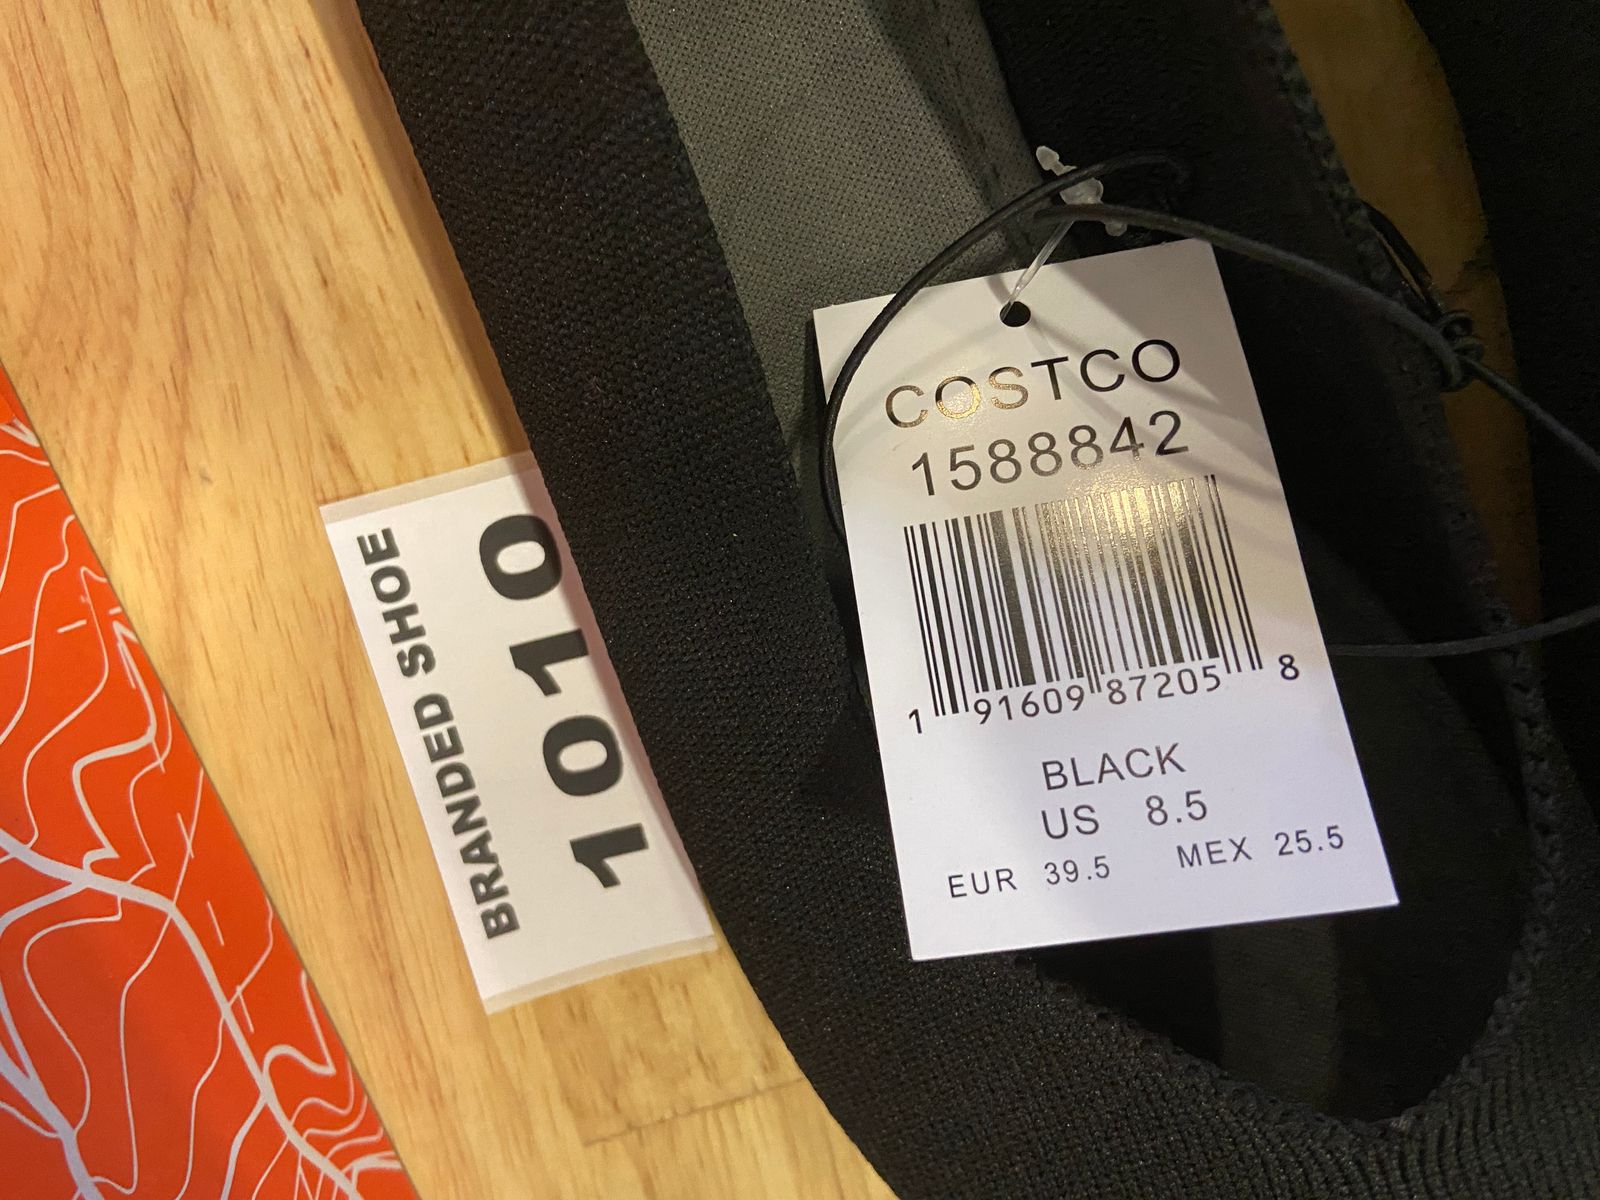 BRANDED SHOE
1010
COSTCO
1588842
1 91609 87205 8
BLACK
US 8.5
EUR 39.5 MEX 25.5